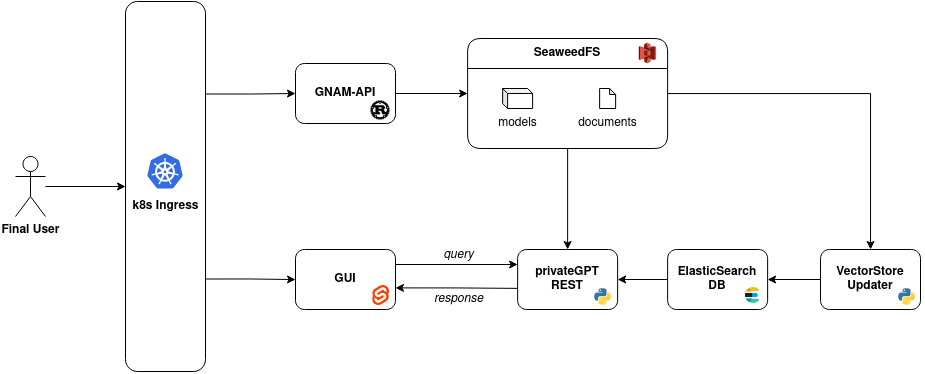 SeaweedFS
GNAM-API
models
documents
k8s Ingress
Final User
query
GUI
privateGPT
REST
ElasticSearch
DB
VectorStore
Updater
response